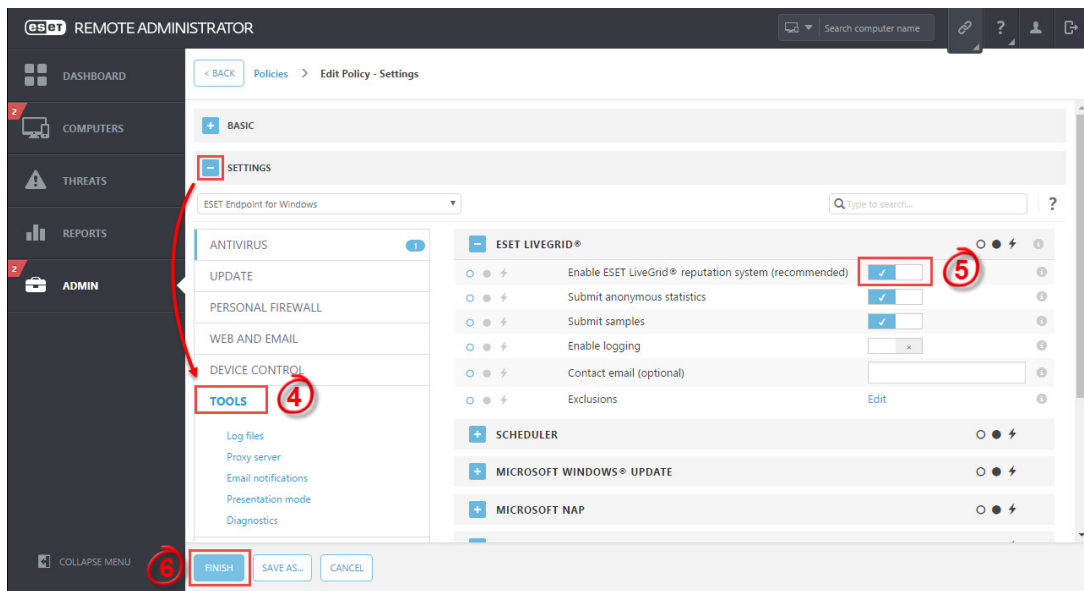 eseT REMOTE ADMINISTRATOR
Search computer name
?
DASHBOARD
< BACK Policies > Edit Policy - Settings
2
COMPUTERS
+ BASIC
THREATS
− SETTINGS
ESET Endpoint for Windows
Type to search...
?
REPORTS
2
ADMIN
ANTIVIRUS 1
UPDATE
PERSONAL FIREWALL
WEB AND EMAIL
DEVICE CONTROL
TOOLS 4
Log files
Proxy server
Email notifications
Presentation mode
Diagnostics
− ESET LIVEGRID®
Enable ESET LiveGrid® reputation system (recommended) 5
Submit anonymous statistics
Submit samples
Enable logging
Contact email (optional)
Exclusions Edit
+ SCHEDULER
+ MICROSOFT WINDOWS® UPDATE
+ MICROSOFT NAP
COLLAPSE MENU
6 FINISH SAVE AS... CANCEL